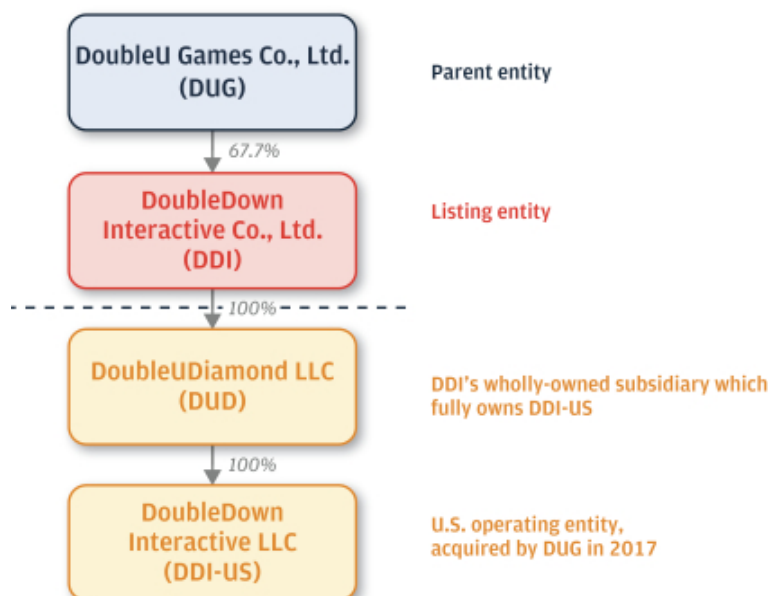 DoubleU Games Co., Ltd.
(DUG)
Parent entity
67.7%
DoubleDown
Interactive Co., Ltd.
(DDI)
Listing entity
100%
DoubleUDiamond LLC
(DUD)
DDI's wholly-owned subsidiary which
fully owns DDI-US
100%
DoubleDown
Interactive LLC
(DDI-US)
U.S. operating entity,
acquired by DUG in 2017